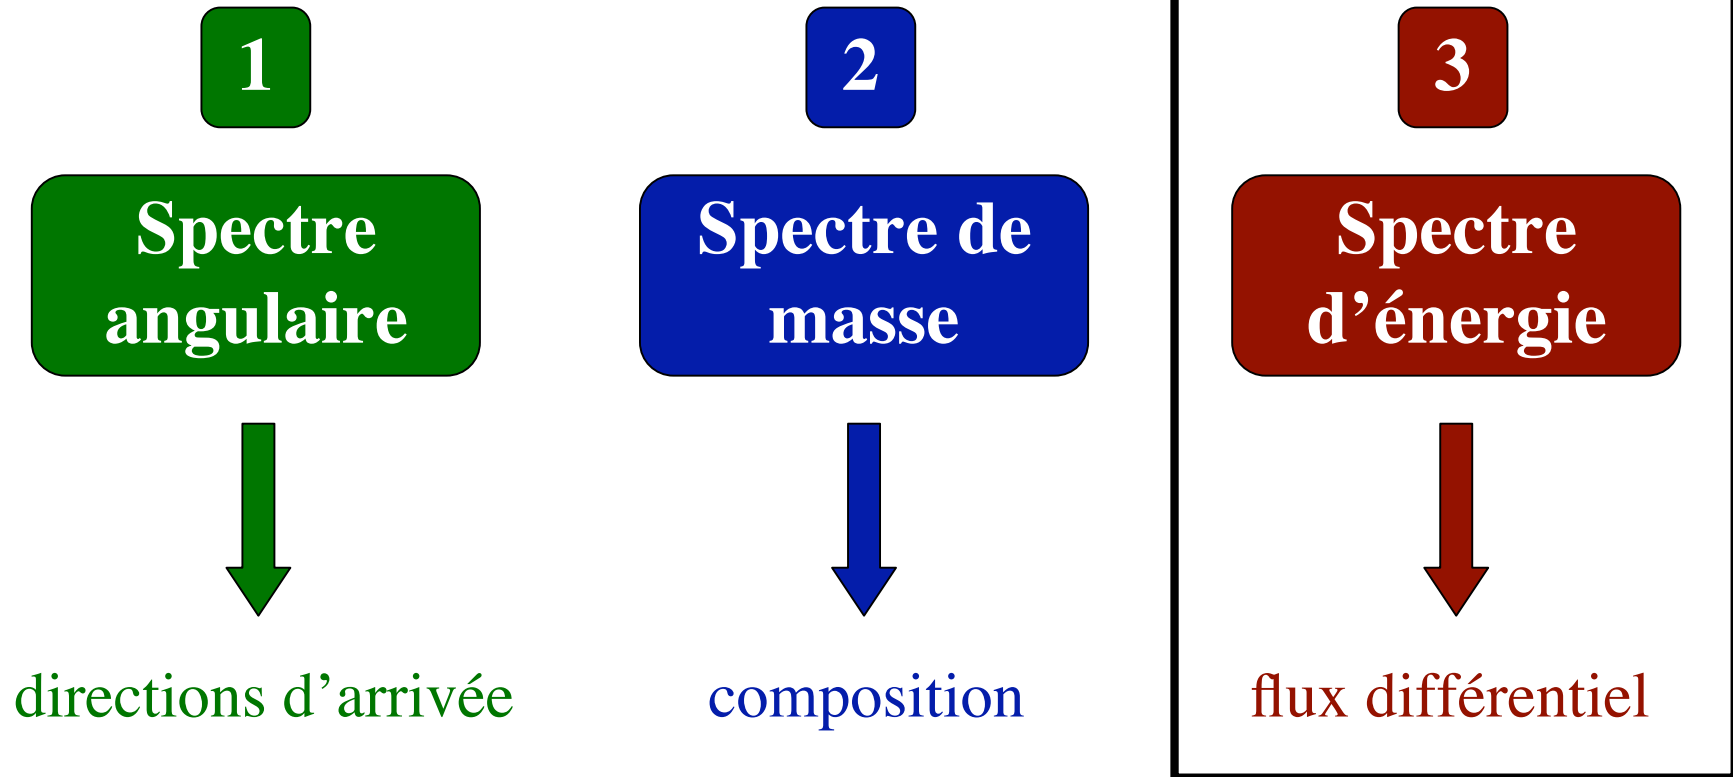 1
Spectre
angulaire
directions d’arrivée
2
Spectre de
masse
composition
3
Spectre
d’énergie
flux différentiel